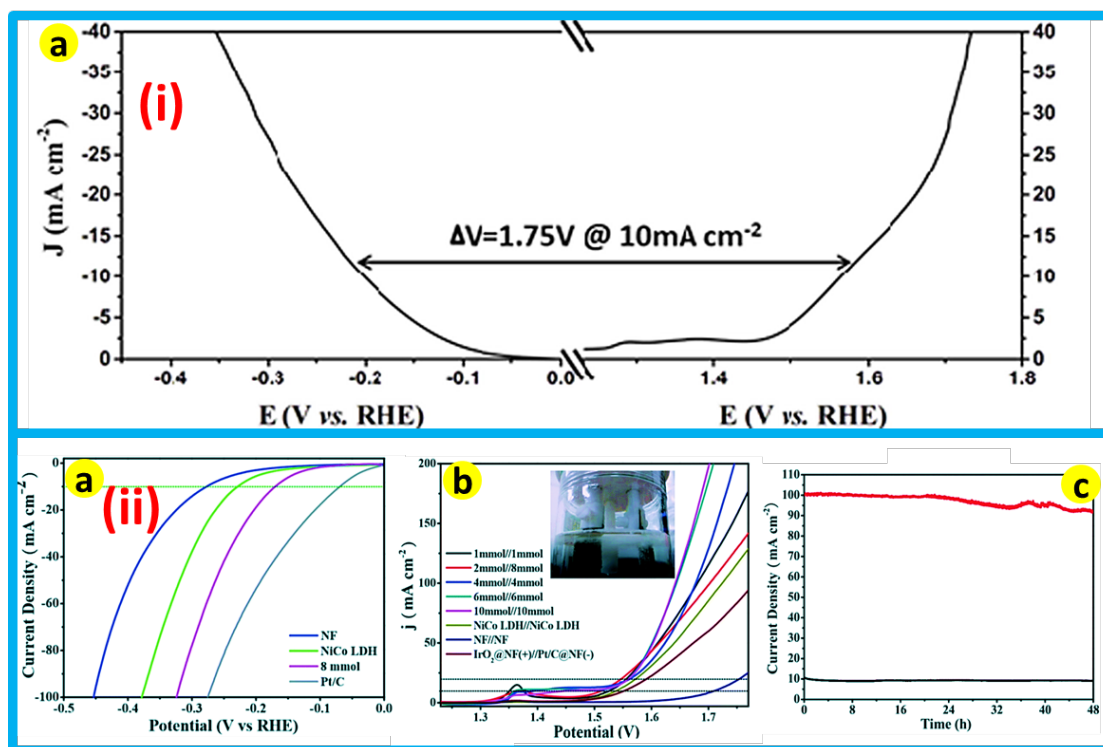 a
(i)
J (mA cm⁻²)
-40
-35
-30
-25
-20
-15
-10
-5
0
40
35
30
25
20
15
10
5
0
ΔV=1.75V @ 10mA cm⁻²
-0.4 -0.3 -0.2 -0.1 0.0 1.4 1.6 1.8
E (V vs. RHE) E (V vs. RHE)
a
(ii)
Current Density ( mA cm⁻²)
0
-20
-40
-60
-80
-100
NF
NiCo LDH
8 mmol
Pt/C
-0.5 -0.4 -0.3 -0.2 -0.1 0.0
Potential (V vs RHE)
b
j ( mA cm⁻²)
200
150
100
50
0
1mmol//1mmol
2mmol//8mmol
4mmol//4mmol
6mmol//6mmol
10mmol//10mmol
NiCo LDH//NiCo LDH
NF//NF
IrO₂@NF(+)//Pt/C@NF(-)
1.3 1.4 1.5 1.6 1.7
Potential (V)
c
Current Density (mA cm⁻²)
110
100
90
80
70
60
50
40
30
20
10
0
0 8 16 24 32 40 48
Time (h)